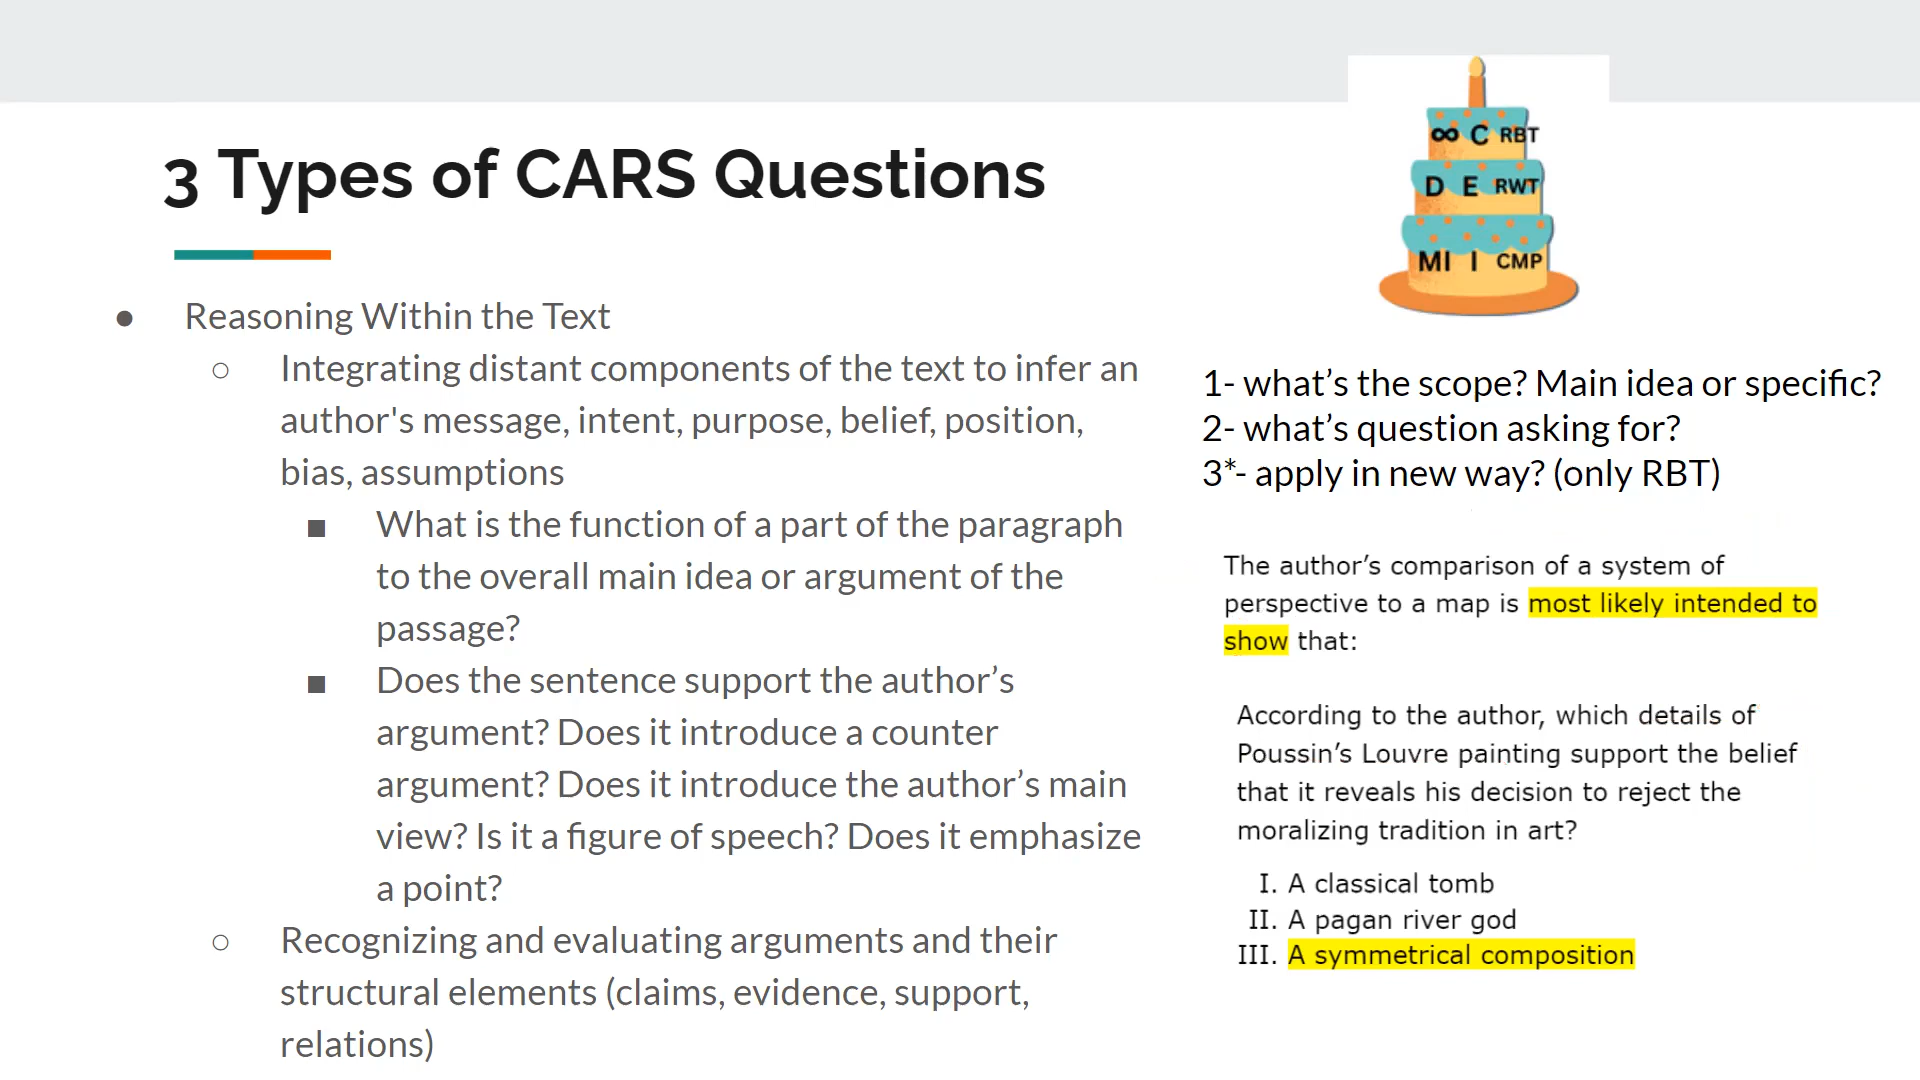 3 Types of CARS Questions
● Reasoning Within the Text
○ Integrating distant components of the text to infer an
author's message, intent, purpose, belief, position,
bias, assumptions
■ What is the function of a part of the paragraph
to the overall main idea or argument of the
passage?
■ Does the sentence support the author’s
argument? Does it introduce a counter
argument? Does it introduce the author’s main
view? Is it a figure of speech? Does it emphasize
a point?
○ Recognizing and evaluating arguments and their
structural elements (claims, evidence, support,
relations)
∞ C RBT
D E RWT
MI I CMP
1- what’s the scope? Main idea or specific?
2- what’s question asking for?
3*- apply in new way? (only RBT)
The author’s comparison of a system of
perspective to a map is most likely intended to
show that:
According to the author, which details of
Poussin’s Louvre painting support the belief
that it reveals his decision to reject the
moralizing tradition in art?
I. A classical tomb
II. A pagan river god
III. A symmetrical composition